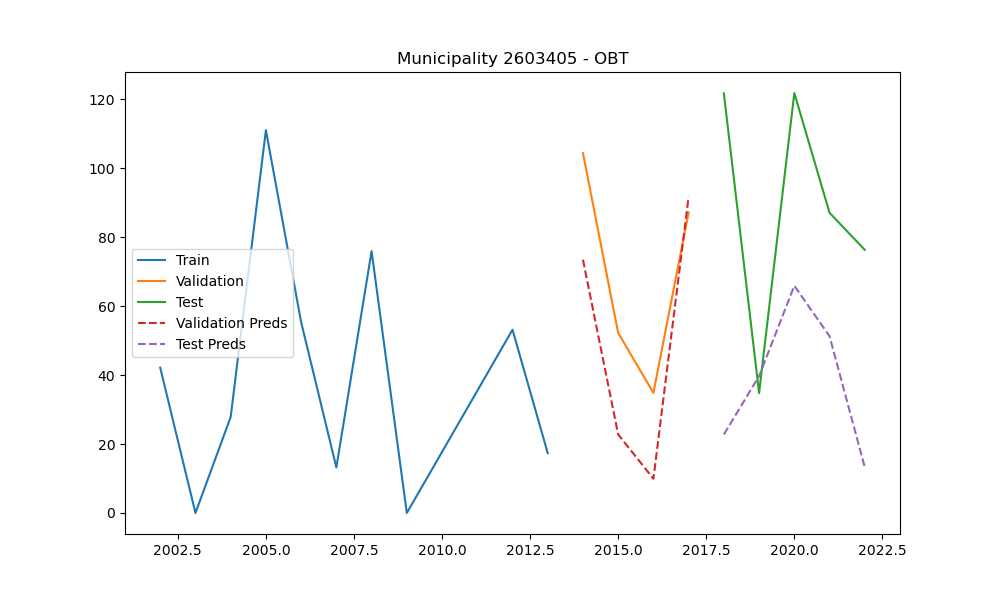 Municipality 2603405 - OBT
120
100
80
60
40
20
0
Train
Validation
Test
Validation Preds
Test Preds
2002.5 2005.0 2007.5 2010.0 2012.5 2015.0 2017.5 2020.0 2022.5